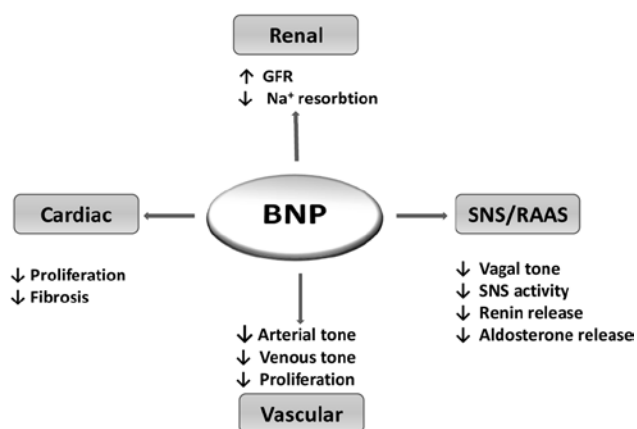 Renal
↑ GFR
↓ Na⁺ resorbtion
Cardiac
↓ Proliferation
↓ Fibrosis
BNP
SNS/RAAS
↓ Vagal tone
↓ SNS activity
↓ Renin release
↓ Aldosterone release
↓ Arterial tone
↓ Venous tone
↓ Proliferation
Vascular